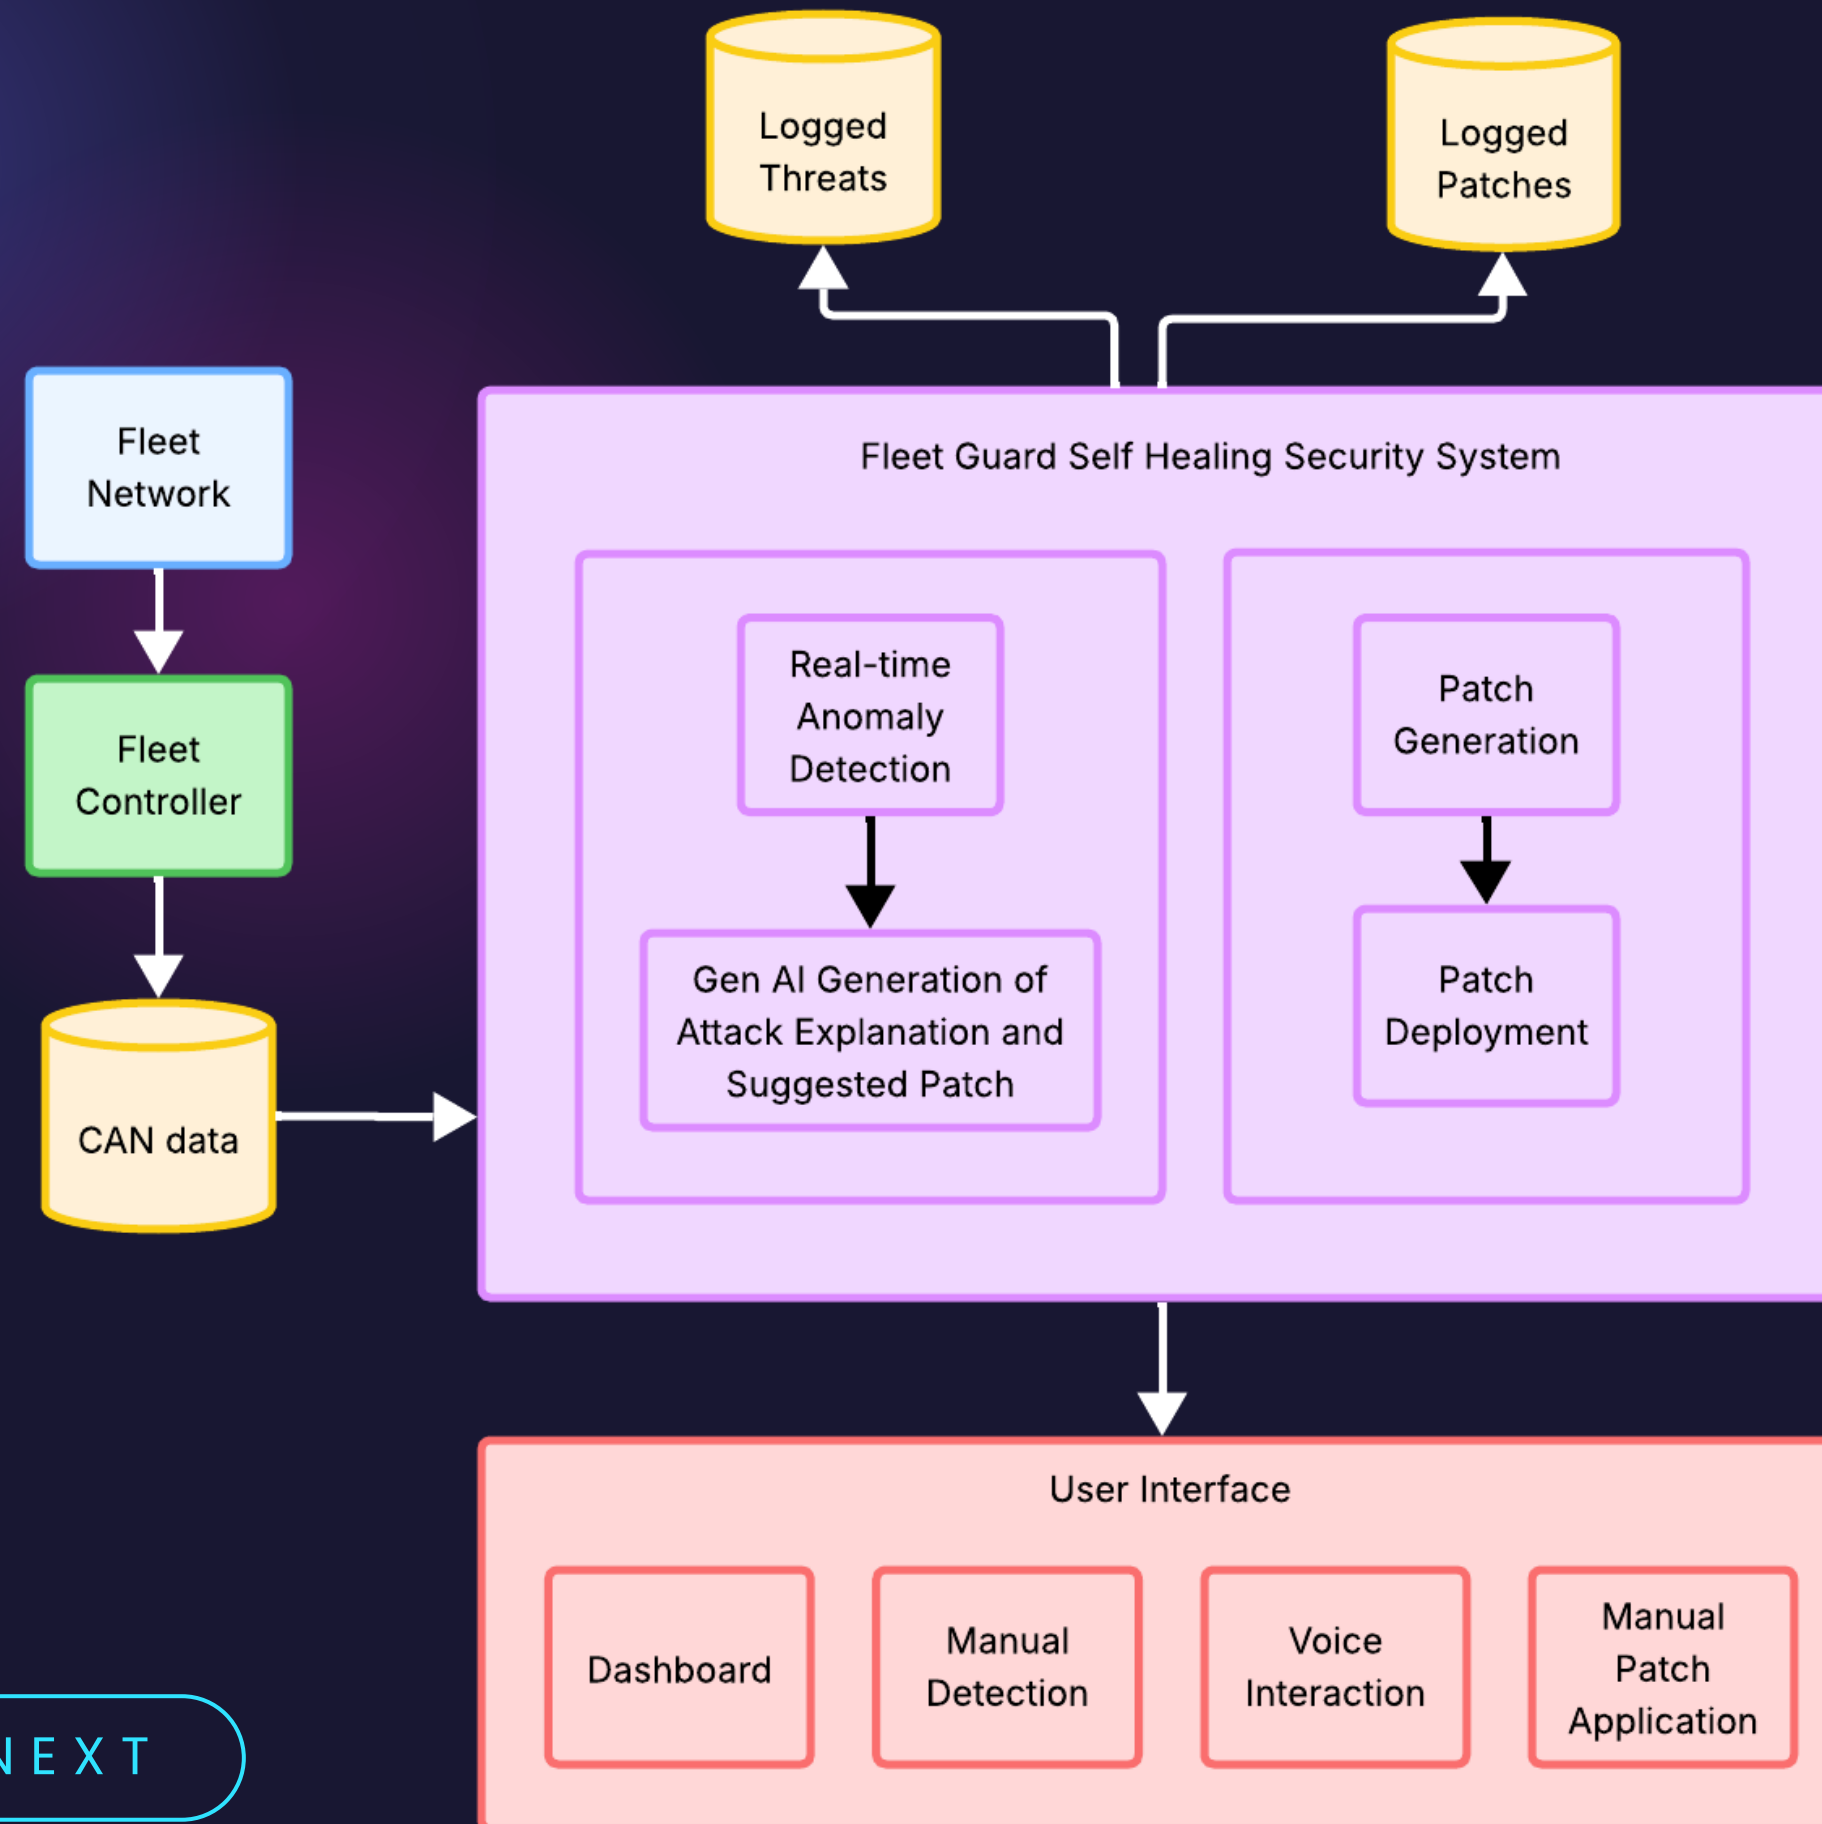 Logged
Threats
Logged
Patches
Fleet
Network
Fleet
Controller
CAN data
Fleet Guard Self Healing Security System
Real-time
Anomaly
Detection
Gen AI Generation of
Attack Explanation and
Suggested Patch
Patch
Generation
Patch
Deployment
User Interface
Dashboard
Manual
Detection
Voice
Interaction
Manual
Patch
Application
NEXT